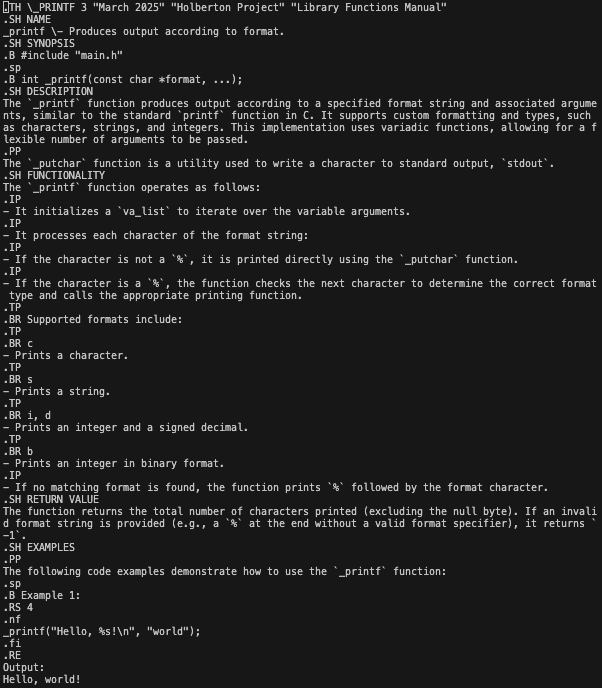 .TH \_PRINTF 3 "March 2025" "Holberton Project" "Library Functions Manual"
.SH NAME
_printf \- Produces output according to format.
.SH SYNOPSIS
.B #include "main.h"
.sp
.B int _printf(const char *format, ...);
.SH DESCRIPTION
The `_printf` function produces output according to a specified format string and associated argume
nts, similar to the standard `printf` function in C. It supports custom formatting and types, such
as characters, strings, and integers. This implementation uses variadic functions, allowing for a f
lexible number of arguments to be passed.
.PP
The `_putchar` function is a utility used to write a character to standard output, `stdout`.
.SH FUNCTIONALITY
The `_printf` function operates as follows:
.IP
- It initializes a `va_list` to iterate over the variable arguments.
.IP
- It processes each character of the format string:
.IP
- If the character is not a `%`, it is printed directly using the `_putchar` function.
.IP
- If the character is a `%`, the function checks the next character to determine the correct format
 type and calls the appropriate printing function.
.TP
.BR Supported formats include:
.TP
.BR c
- Prints a character.
.TP
.BR s
- Prints a string.
.TP
.BR i, d
- Prints an integer and a signed decimal.
.TP
.BR b
- Prints an integer in binary format.
.IP
- If no matching format is found, the function prints `%` followed by the format character.
.SH RETURN VALUE
The function returns the total number of characters printed (excluding the null byte). If an invali
d format string is provided (e.g., a `%` at the end without a valid format specifier), it returns `
-1`.
.SH EXAMPLES
.PP
The following code examples demonstrate how to use the `_printf` function:
.sp
.B Example 1:
.RS 4
.nf
_printf("Hello, %s!\n", "world");
.fi
.RE
Output:
Hello, world!